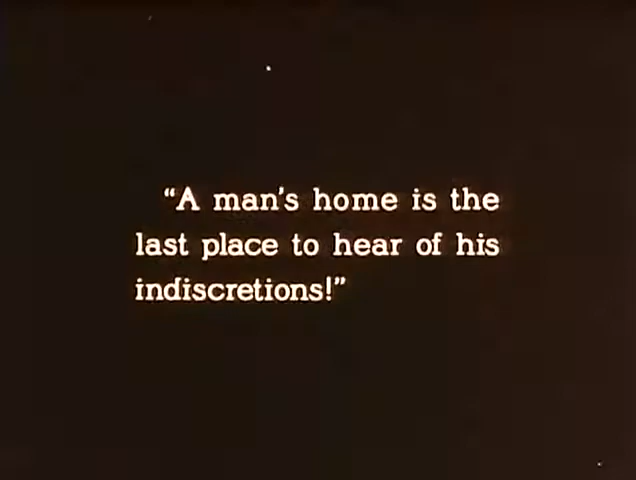 “A man's home is the
last place to hear of his
indiscretions!”